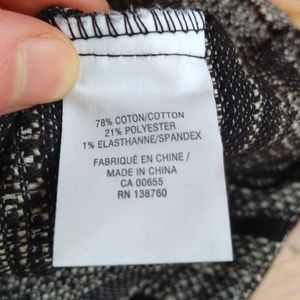 78% COTON/COTTON
21% POLYESTER
1% ELASTHANNE/SPANDEX
FABRIQUÉ EN CHINE /
MADE IN CHINA
CA 00655
RN 138760